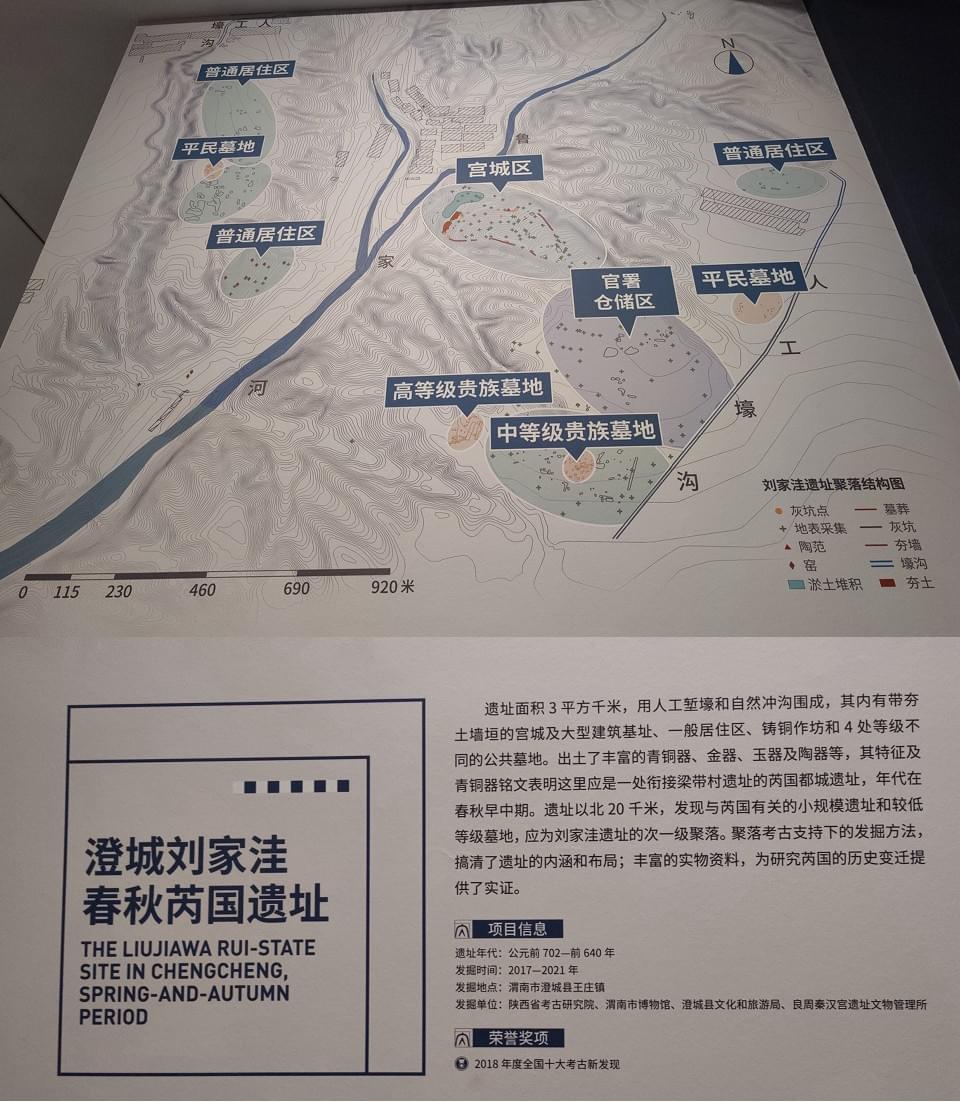 壕 工 人
沟
N
普通居住区
平民墓地
普通居住区
鲁
宫城区
普通居住区
家
官署
仓储区
平民墓地
人
工
壕
沟
河
高等级贵族墓地
中等级贵族墓地
刘家洼遗址聚落结构图
灰坑点 墓葬
地表采集 灰坑
陶范 夯墙
窑 壕沟
淤土堆积 夯土
0 115 230 460 690 920 米
澄城刘家洼
春秋芮国遗址
THE LIUJIAWA RUI-STATE
SITE IN CHENGCHENG,
SPRING-AND-AUTUMN
PERIOD
遗址面积 3 平方千米，用人工堑壕和自然冲沟围成，其内有带夯
土墙垣的宫城及大型建筑基址、一般居住区、铸铜作坊和 4 处等级不
同的公共墓地。出土了丰富的青铜器、金器、玉器及陶器等，其特征及
青铜器铭文表明这里应是一处衔接梁带村遗址的芮国都城遗址，年代在
春秋早中期。遗址以北 20 千米，发现与芮国有关的小规模遗址和较低
等级墓地，应为刘家洼遗址的次一级聚落。聚落考古支持下的发掘方法，
搞清了遗址的内涵和布局；丰富的实物资料，为研究芮国的历史变迁提
供了实证。
项目信息
遗址年代：公元前 702—前 640 年
发掘时间：2017—2021 年
发掘地点：渭南市澄城县王庄镇
发掘单位：陕西省考古研究院、渭南市博物馆、澄城县文化和旅游局、良周秦汉宫遗址文物管理所
荣誉奖项
2018 年度全国十大考古新发现